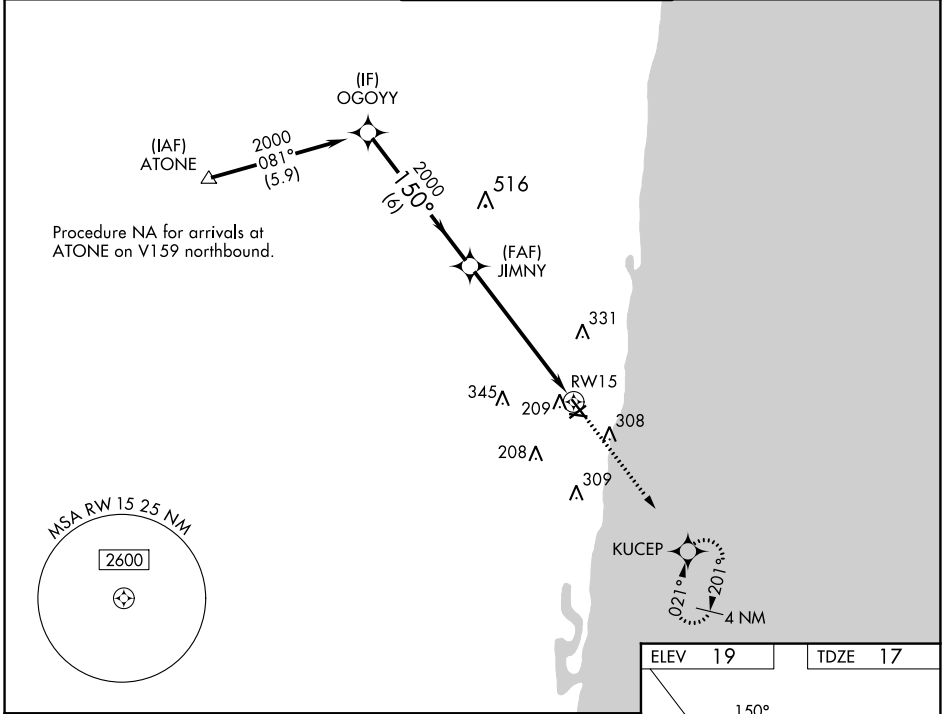 (IF)
OGOYY
(IAF)
ATONE
2000
081°
(5.9)
2000
150°
(6)
516
Procedure NA for arrivals at
ATONE on V159 northbound.
(FAF)
JIMNY
331
RW15
345
209
308
208
309
MSA RW 15 25 NM
2600
KUCEP
021°
201°
4 NM
ELEV 19
TDZE 17
150°